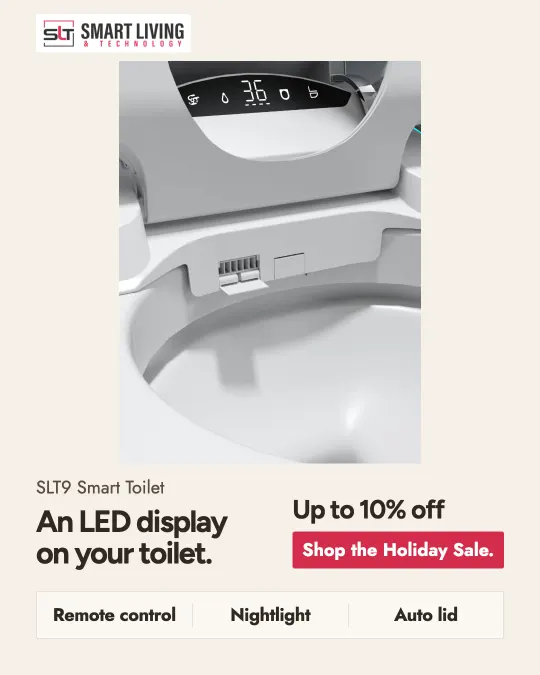 SLT SMART LIVING
& TECHNOLOGY
36
SLT9 Smart Toilet
An LED display
on your toilet.
Up to 10% off
Shop the Holiday Sale.
Remote control
Nightlight
Auto lid